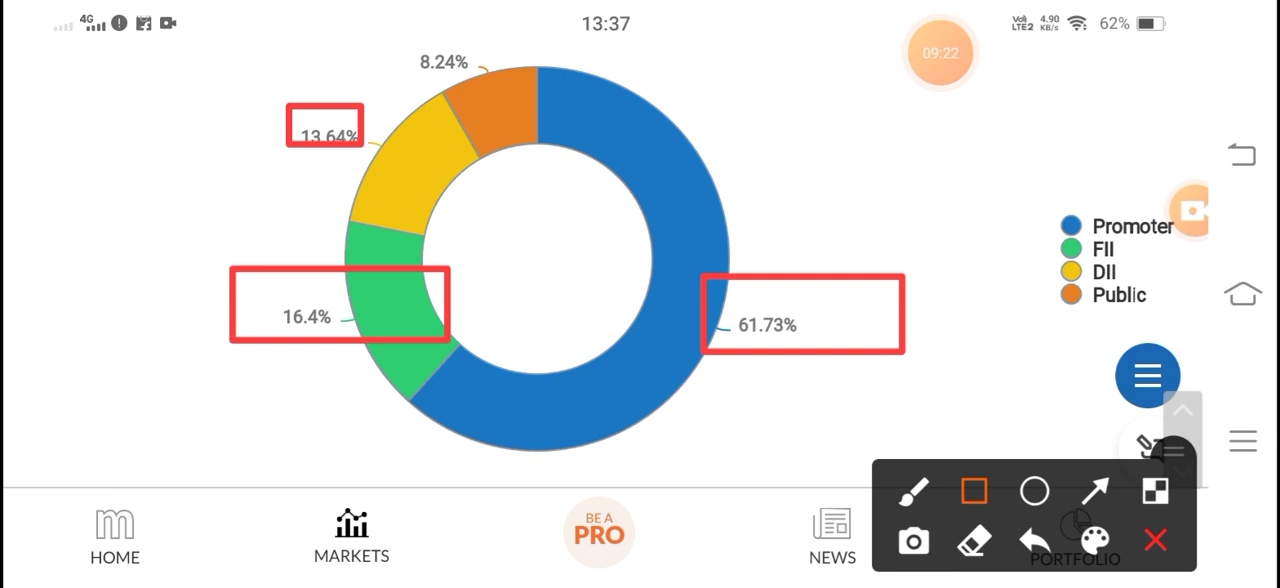 4G
13:37
Voli LTE2
4.90 KB/s
62%
09:22
8.24%
13.64%
16.4%
61.73%
Promoter
FII
DII
Public
HOME
MARKETS
BE A
PRO
NEWS
PORTFOLIO